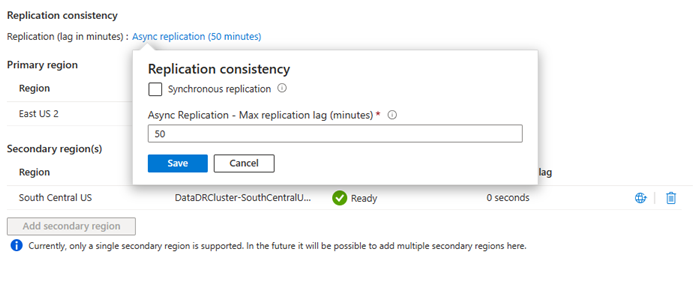 Replication consistency
Replication (lag in minutes) : Async replication (50 minutes)
Replication consistency
Synchronous replication
Async Replication - Max replication lag (minutes) *
50
Save Cancel
Primary region
Region
East US 2
Secondary region(s)
Region lag
South Central US DataDRCluster-SouthCentralU... Ready 0 seconds
Add secondary region
Currently, only a single secondary region is supported. In the future it will be possible to add multiple secondary regions here.